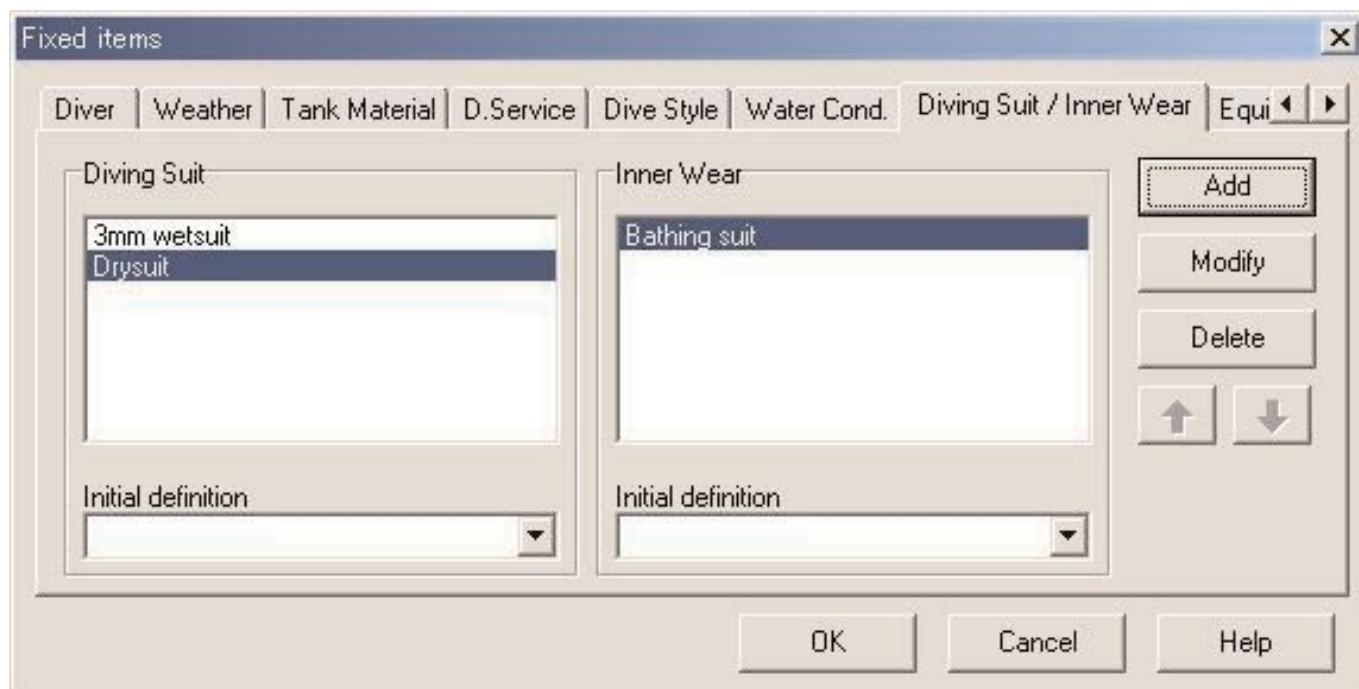 Fixed items
Diver Weather Tank Material D.Service Dive Style Water Cond. Diving Suit / Inner Wear Equi
Diving Suit Inner Wear
3mm wetsuit
Drysuit
Bathing suit
Initial definition Initial definition
Add
Modify
Delete
OK Cancel Help